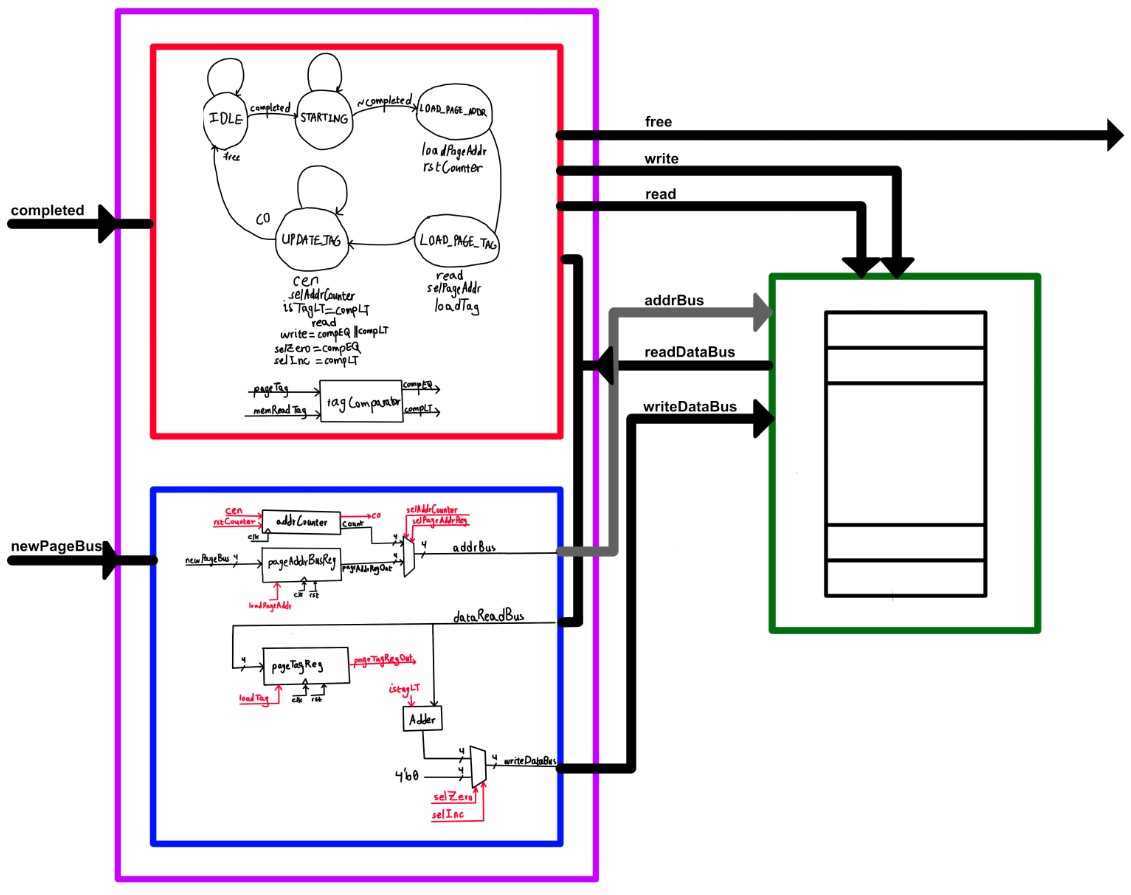 completed
newPageBus
IDLE
completed
STARTING
~completed
LOAD_PAGE_ADDR
loadPageAddr
rstCounter
free
CO
UPDATE_TAG
LOAD_PAGE_TAG
cen
selAddrCounter
isTagLT=compLT
read
write=compEQ||compLT
selZero=compEQ
selInc =compLT
read
selPageAddr
loadTag
pageTag
memReadTag
tagComparator
compEQ
compLT
free
write
read
addrBus
readDataBus
writeDataBus
cen
rstCounter
clk
addrCounter
co
Count
selAddrCounter
selPageAddrReg
4
4
4
addrBus
newPageBus
4
pageAddrBusReg
pageAddrRegOut
loadPageAddr
clk
rst
dataReadBus
4
pageTagReg
pageTagRegOut
loadTag
clk
rst
istagLT
Adder
4
4
4
writeDataBus
4'b0
selZero
selInc